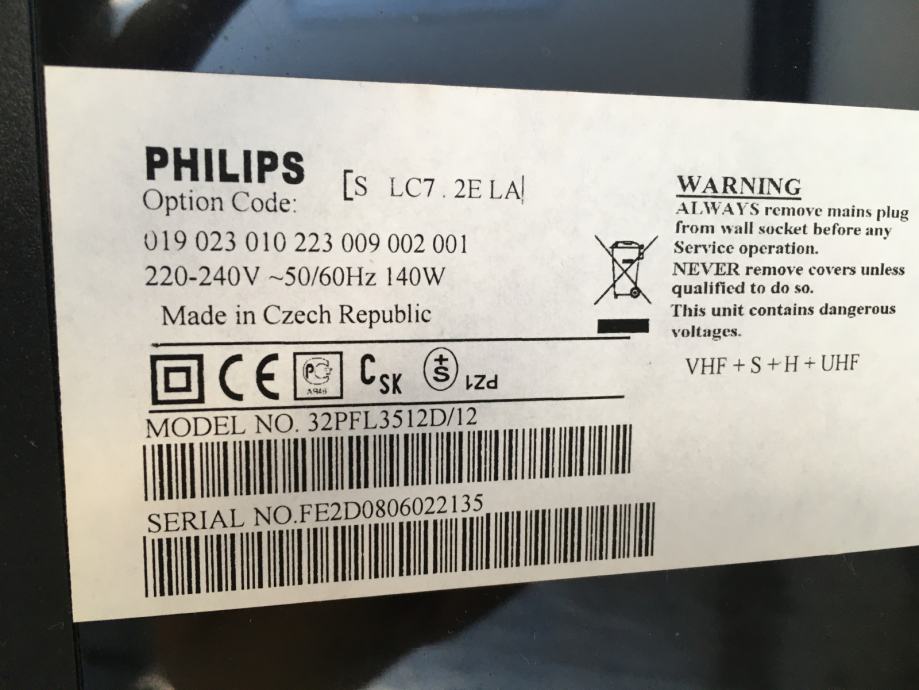 PHILIPS
[S LC7 . 2E LA
Option Code:
019 023 010 223 009 002 001
220-240V ~50/60Hz 140W
Made in Czech Republic
CE PC
CSK +S
MODEL NO. 32PFL3512D/12
SERIAL NO.FE2D0806022135
WARNING
ALWAYS remove mains plug
from wall socket before any
Service operation.
NEVER remove covers unless
qualified to do so.
This unit contains dangerous
voltages.
VHF + S + H + UHF